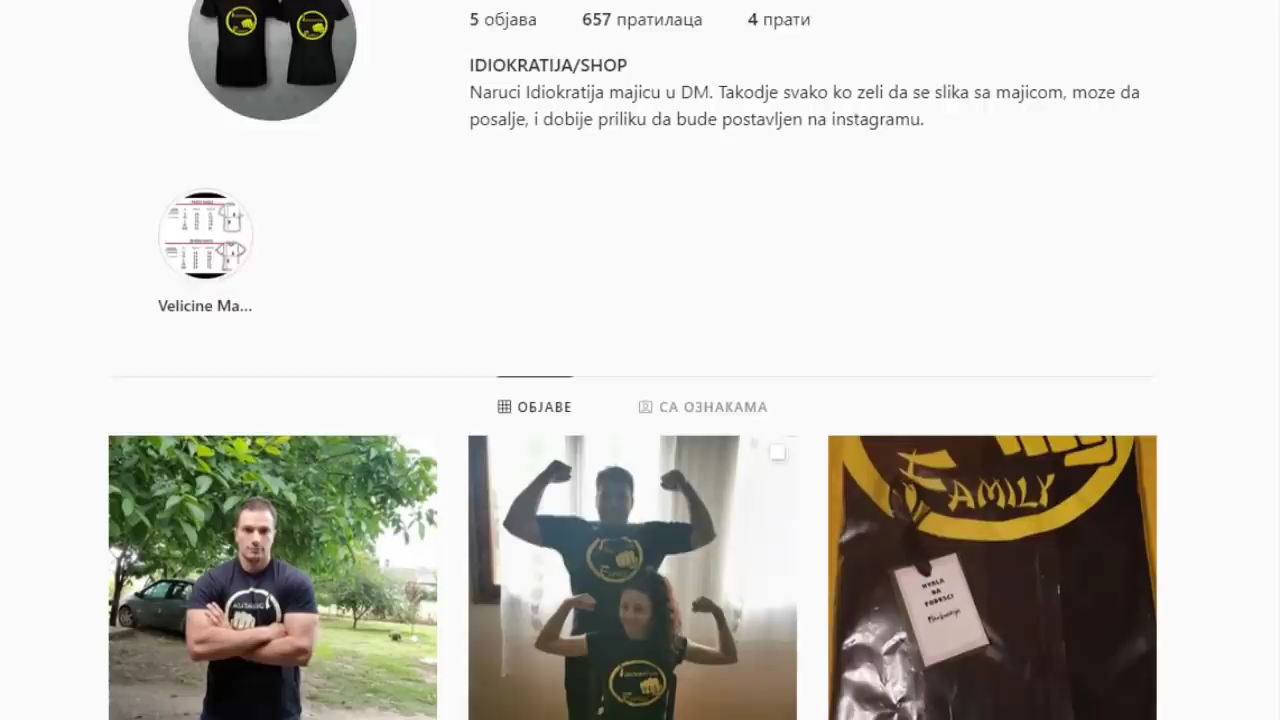 5 објава 657 пратилаца 4 прати
IDIOKRATIJA/SHOP
Naruci Idiokratija majicu u DM. Takodje svako ko zeli da se slika sa majicom, moze da
posalje, i dobije priliku da bude postavljen na instagramu.
Velicine Ma...
ОБЈАВЕ СА ОЗНАКАМА
FAMILY
HVALA
NA
PODRSCI